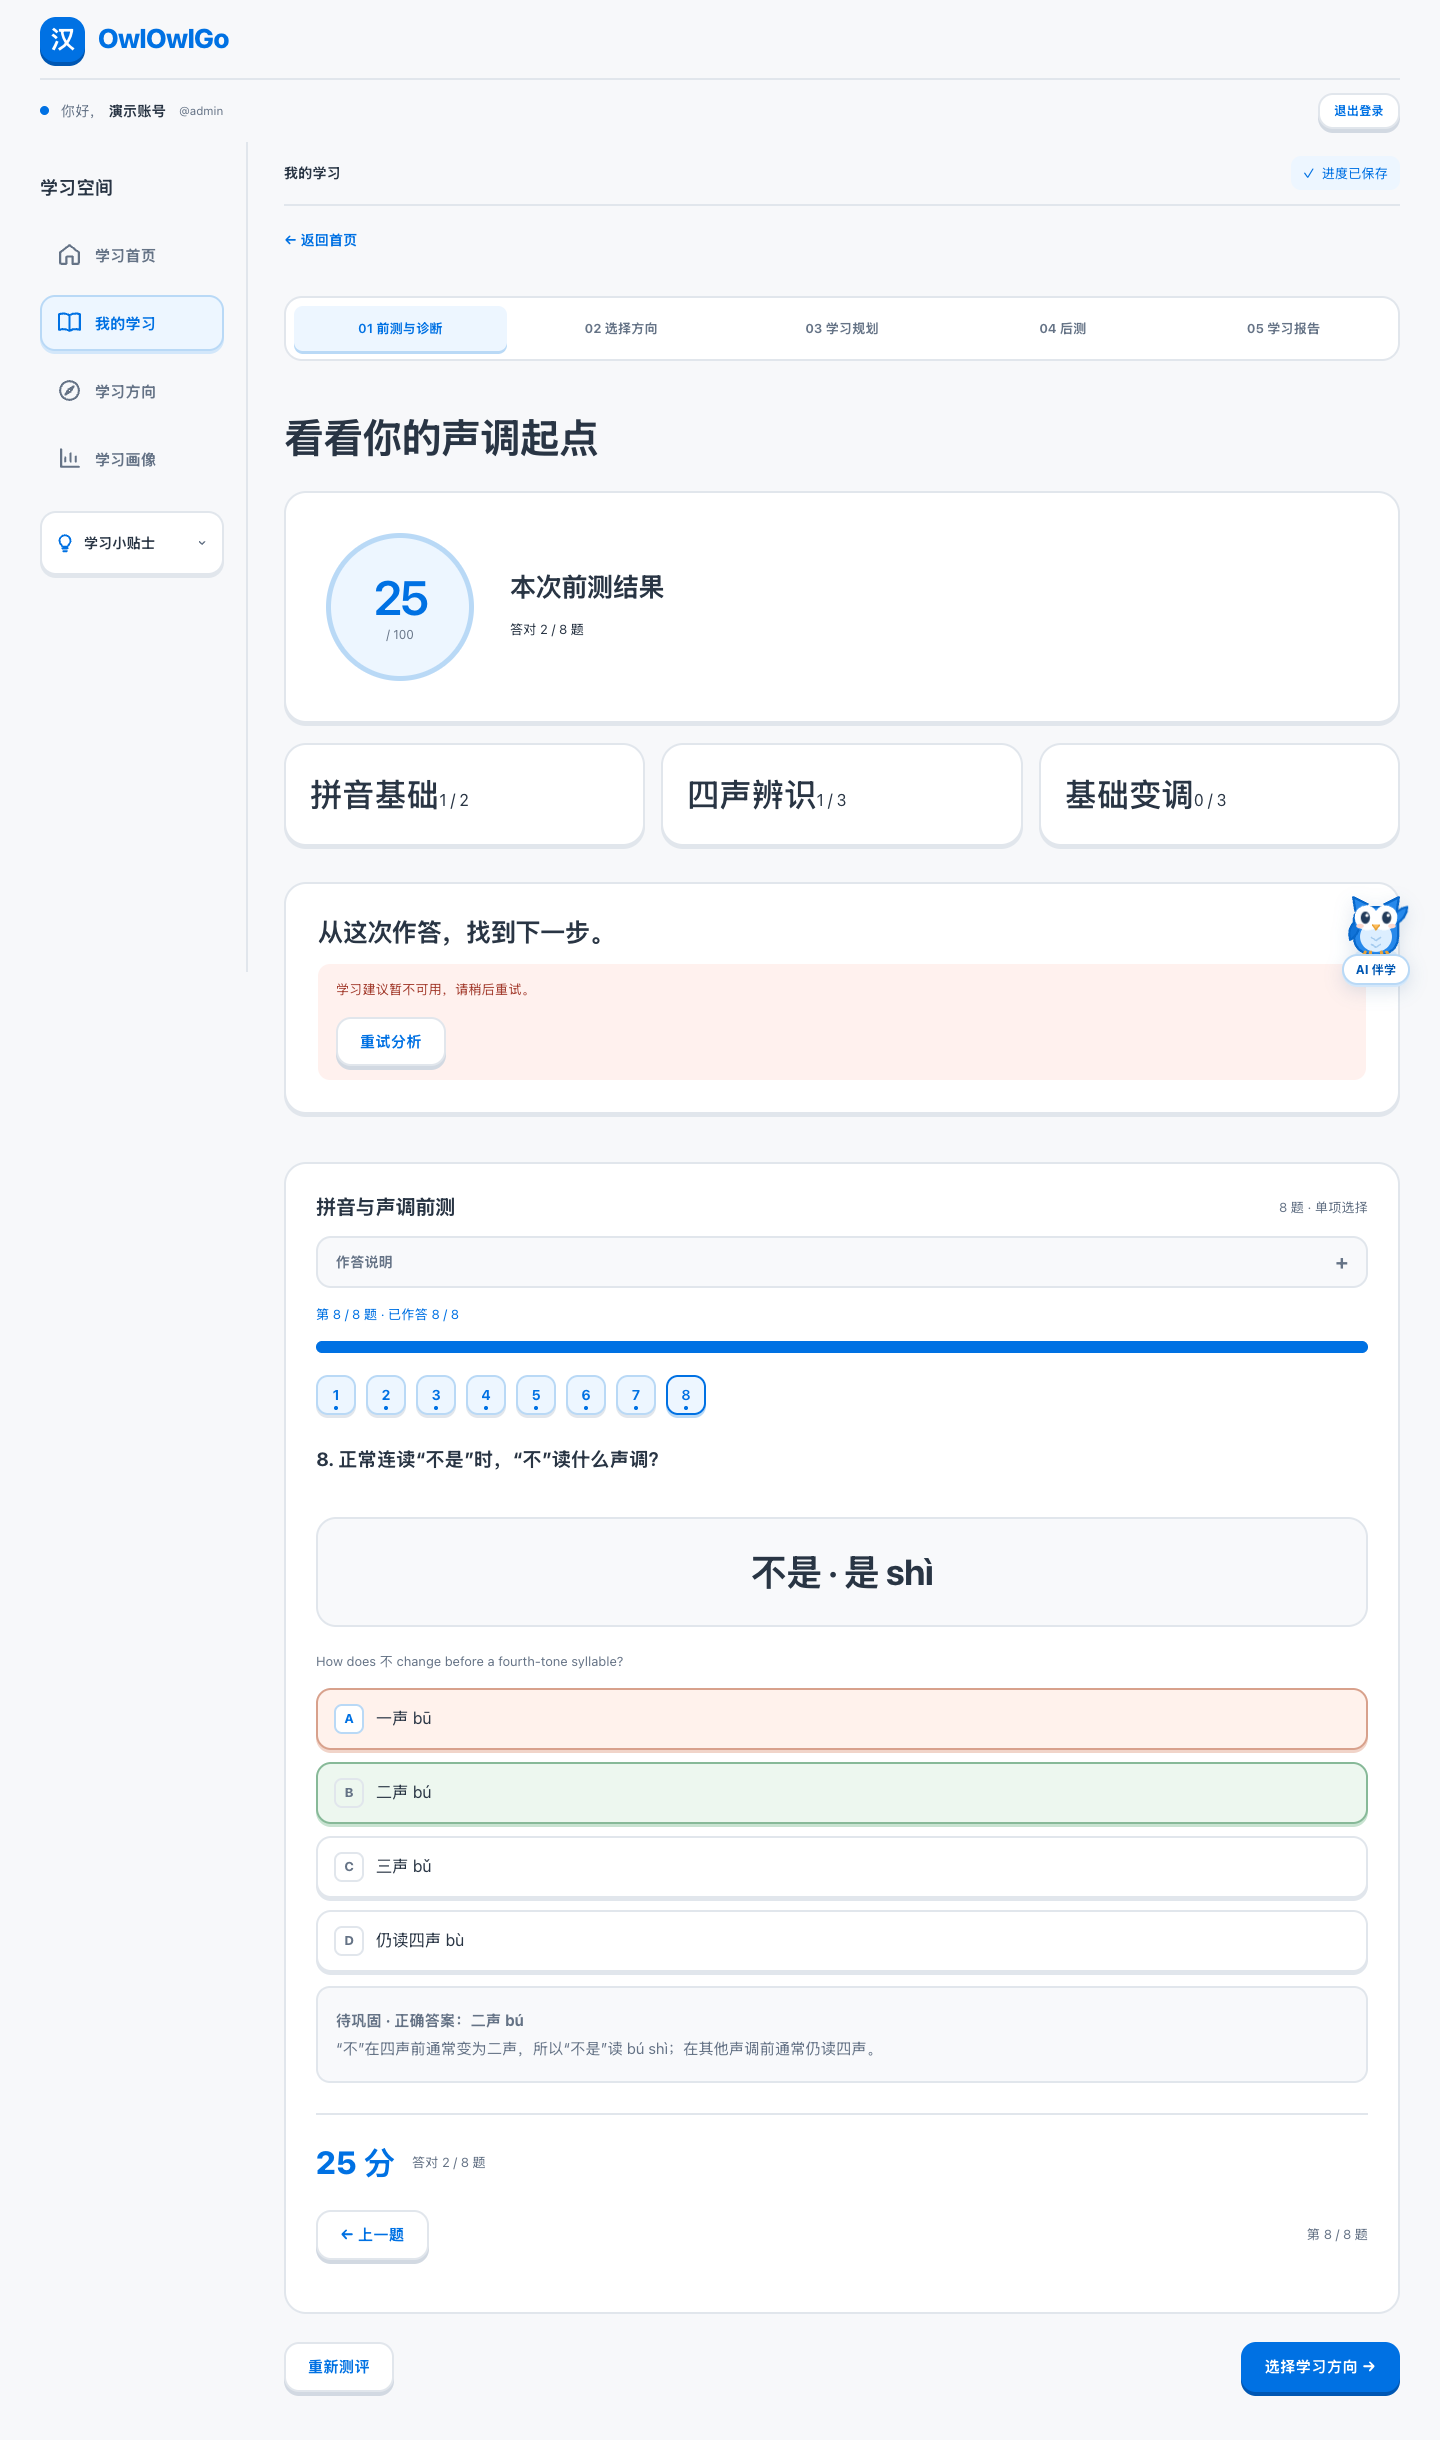 汉 OwlOwlGo
你好， 演示账号 @admin
退出登录
学习空间
学习首页
我的学习
学习方向
学习画像
学习小贴士
我的学习
✓ 进度已保存
← 返回首页
01 前测与诊断
02 选择方向
03 学习规划
04 后测
05 学习报告
看看你的声调起点
25
/ 100
本次前测结果
答对 2 / 8 题
拼音基础1 / 2
四声辨识1 / 3
基础变调0 / 3
从这次作答，找到下一步。
AI 伴学
学习建议暂不可用，请稍后重试。
重试分析
拼音与声调前测
8 题 · 单项选择
作答说明
+
第 8 / 8 题 · 已作答 8 / 8
1 2 3 4 5 6 7 8
8. 正常连读“不是”时，“不”读什么声调？
不是 · 是 shì
How does 不 change before a fourth-tone syllable?
A 一声 bū
B 二声 bú
C 三声 bǔ
D 仍读四声 bù
待巩固 · 正确答案：二声 bú
“不”在四声前通常变为二声，所以“不是”读 bú shì；在其他声调前通常仍读四声。
25 分 答对 2 / 8 题
← 上一题
第 8 / 8 题
重新测评
选择学习方向 →